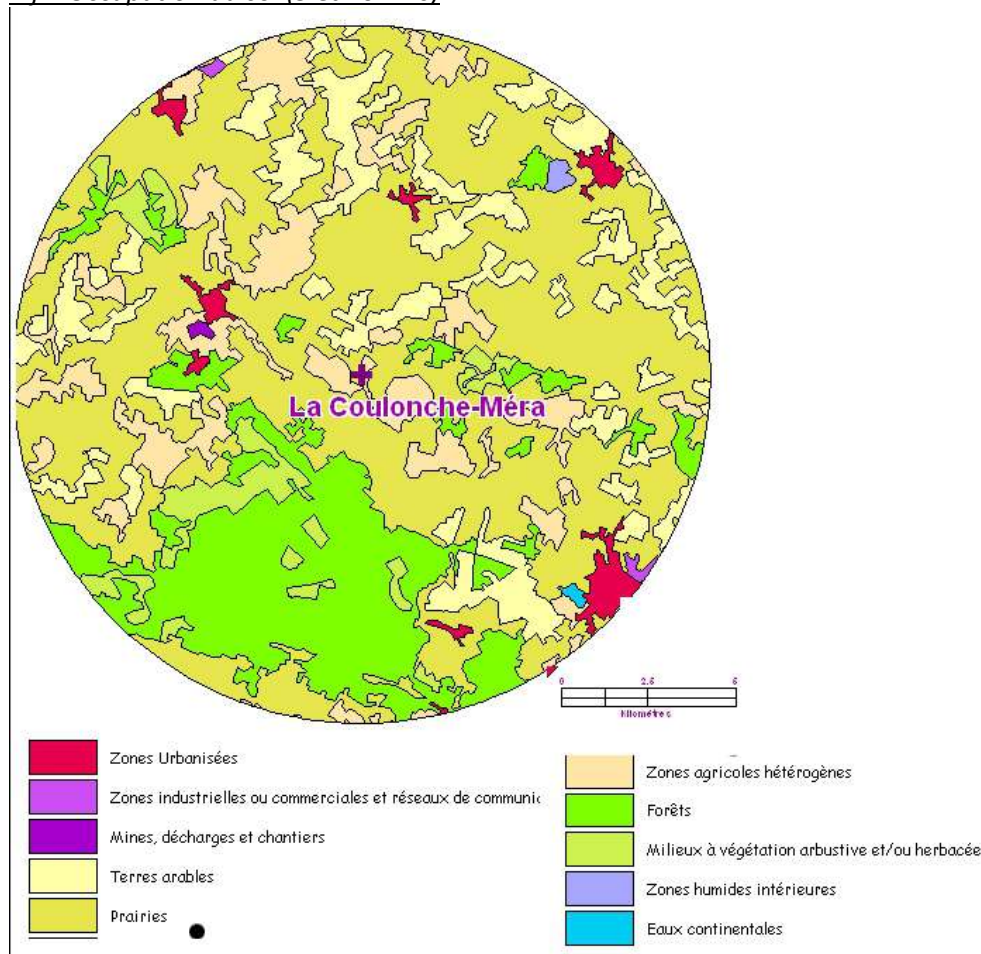 La Coulonche-Méra
0 2.5 5
Kilométres
Zones Urbanisées
Zones industrielles ou commerciales et réseaux de communic
Mines, décharges et chantiers
Terres arables
Prairies
Zones agricoles hétérogènes
Forêts
Milieux à végétation arbustive et/ou herbacée
Zones humides intérieures
Eaux continentales